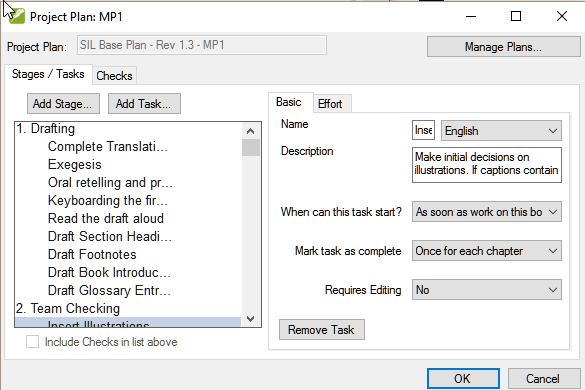 Project Plan: MP1
Project Plan: SIL Base Plan - Rev 1.3 - MP1
Manage Plans...
Stages / Tasks Checks
Add Stage... Add Task...
1. Drafting
Complete Translati...
Exegesis
Oral retelling and pr...
Keyboarding the fir...
Read the draft aloud
Draft Section Headi...
Draft Footnotes
Draft Book Introduc...
Draft Glossary Entr...
2. Team Checking
Insert Illustrations
Include Checks in list above
Basic Effort
Name Inse English
Description Make initial decisions on
illustrations. If captions contain
When can this task start? As soon as work on this bo
Mark task as complete Once for each chapter
Requires Editing No
Remove Task
OK Cancel